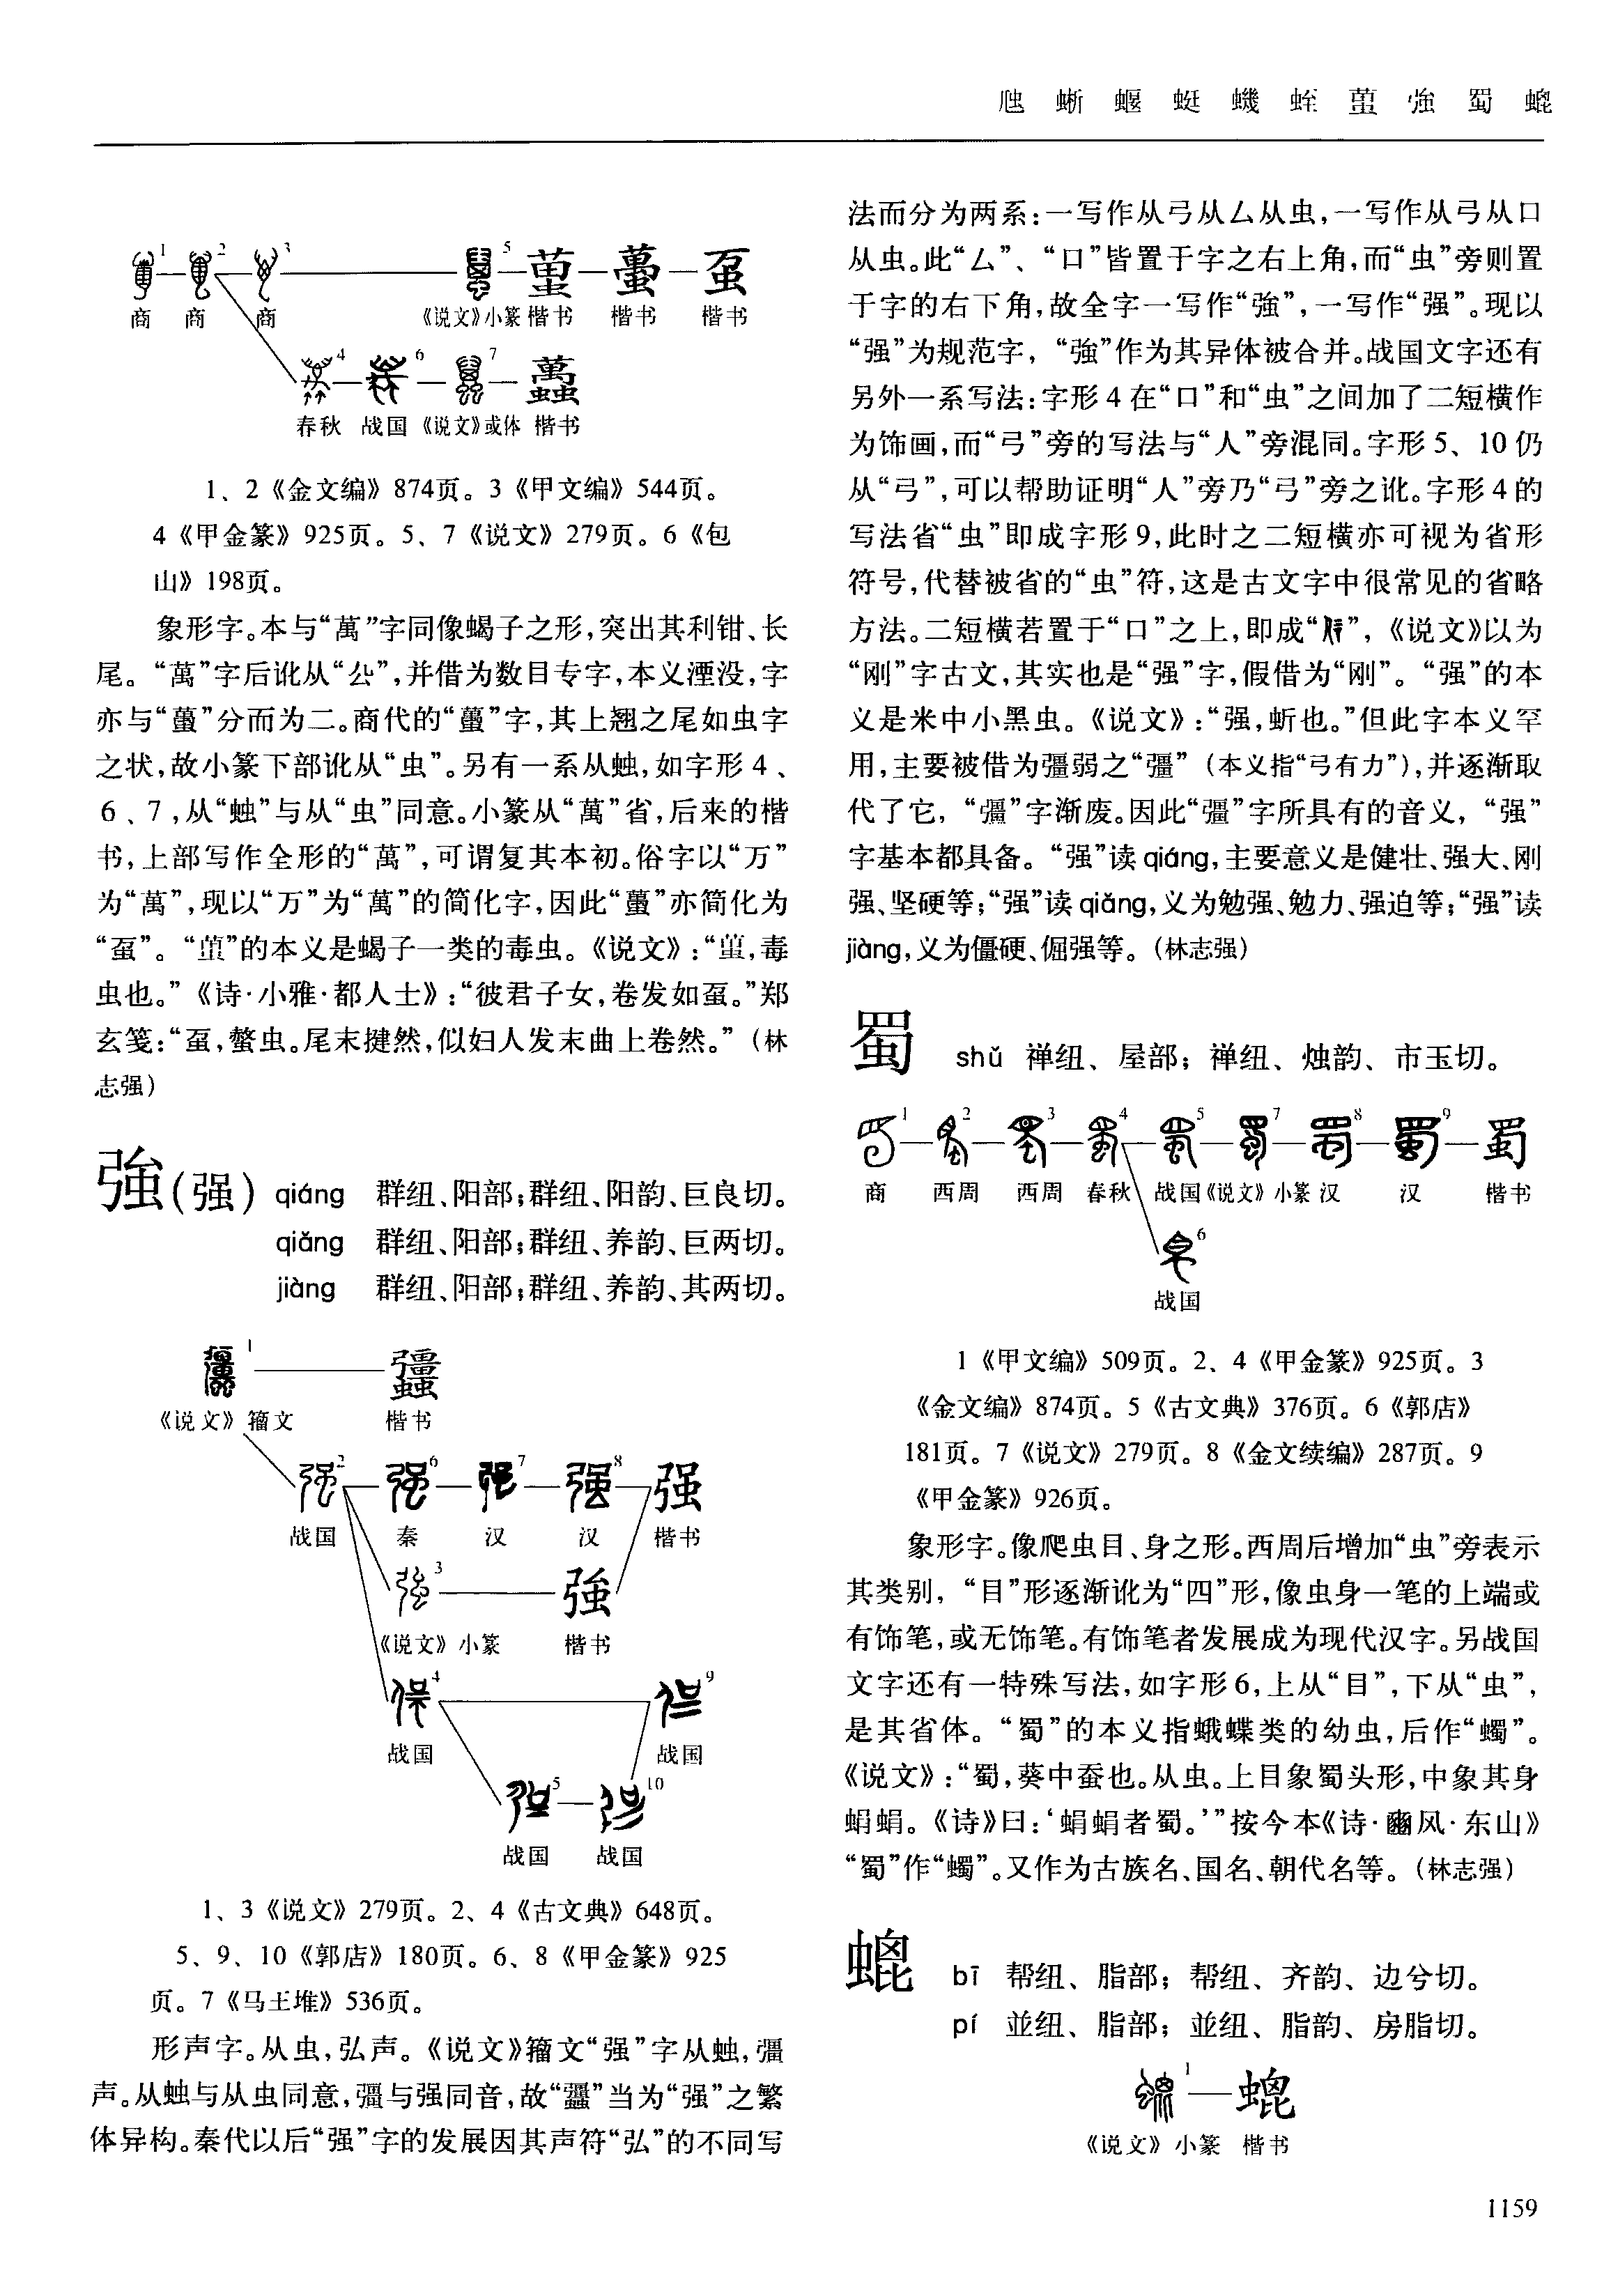 虺 蜥 蝘 蜓 蟣 蛭 蠆 強 蜀 螕
1 2 3 5 蠆 蠆 虿
商 商 商 《说文》小篆 楷书 楷书 楷书
4 6 7
春秋 战国 《说文》或体 楷书
1、2《金文编》874页。3《甲文编》544页。
4《甲金篆》925页。5、7《说文》279页。6《包
山》198页。
象形字。本与“萬”字同像蝎子之形,突出其利钳、长
尾。“萬”字后讹从“厹”,并借为数目专字,本义湮没,字
亦与“蠆”分而为二。商代的“蠆”字,其上翘之尾如虫字
之状,故小篆下部讹从“虫”。另有一系从䖵,如字形4、
6、7,从“䖵”与从“虫”同意。小篆从“萬”省,后来的楷
书,上部写作全形的“萬”,可谓复其本初。俗字以“万”
为“萬”,现以“万”为“萬”的简化字,因此“蠆”亦简化为
“虿”。“”的本义是蝎子一类的毒虫。《说文》:“,毒
虫也。”《诗·小雅·都人士》:“彼君子女,卷发如虿。”郑
玄笺:“虿,螫虫。尾末揵然,似妇人发末曲上卷然。”(林
志强)
強(强) qiáng 群纽、阳部;群纽、阳韵、巨良切。
qiǎng 群纽、阳部;群纽、养韵、巨两切。
jiàng 群纽、阳部;群纽、养韵、其两切。
1
《说文》籀文 楷书
2 6 7 8 强
战国 秦 汉 汉 楷书
3 強
《说文》小篆 楷书
4 9
战国 战国
5 10
战国 战国
1、3《说文》279页。2、4《古文典》648页。
5、9、10《郭店》180页。6、8《甲金篆》925
页。7《马王堆》536页。
形声字。从虫,弘声。《说文》籀文“强”字从䖵,彊
声。从䖵与从虫同意,彊与强同音,故“”当为“强”之繁
体异构。秦代以后“强”字的发展因其声符“弘”的不同写
法而分为两系:一写作从弓从厶从虫,一写作从弓从口
从虫。此“厶”、“口”皆置于字之右上角,而“虫”旁则置
于字的右下角,故全字一写作“強”,一写作“强”。现以
“强”为规范字,“強”作为其异体被合并。战国文字还有
另外一系写法:字形4在“口”和“虫”之间加了二短横作
为饰画,而“弓”旁的写法与“人”旁混同。字形5、10仍
从“弓”,可以帮助证明“人”旁乃“弓”旁之讹。字形4的
写法省“虫”即成字形9,此时之二短横亦可视为省形
符号,代替被省的“虫”符,这是古文字中很常见的省略
方法。二短横若置于“口”之上,即成“”,《说文》以为
“刚”字古文,其实也是“强”字,假借为“刚”。“强”的本
义是米中小黑虫。《说文》:“强,蚚也。”但此字本义罕
用,主要被借为彊弱之“彊”(本义指“弓有力”),并逐渐取
代了它,“彊”字渐废。因此“彊”字所具有的音义,“强”
字基本都具备。“强”读qiáng,主要意义是健壮、强大、刚
强、坚硬等;“强”读qiǎng,义为勉强、勉力、强迫等;“强”读
jiàng,义为僵硬、倔强等。(林志强)
蜀 shǔ 禅纽、屋部;禅纽、烛韵、市玉切。
1 2 3 4 5 7 8 9 蜀
商 西周 西周 春秋 战国 《说文》小篆 汉 汉 楷书
6
战国
1《甲文编》509页。2、4《甲金篆》925页。3
《金文编》874页。5《古文典》376页。6《郭店》
181页。7《说文》279页。8《金文续编》287页。9
《甲金篆》926页。
象形字。像爬虫目、身之形。西周后增加“虫”旁表示
其类别,“目”形逐渐讹为“四”形,像虫身一笔的上端或
有饰笔,或无饰笔。有饰笔者发展成为现代汉字。另战国
文字还有一特殊写法,如字形6,上从“目”,下从“虫”,
是其省体。“蜀”的本义指蛾蝶类的幼虫,后作“蠋”。
《说文》:“蜀,葵中蚕也。从虫。上目象蜀头形,中象其身
蜎蜎。《诗》曰:‘蜎蜎者蜀。’”按今本《诗·豳风·东山》
“蜀”作“蠋”。又作为古族名、国名、朝代名等。(林志强)
螕 bī 帮纽、脂部;帮纽、齐韵、边兮切。
pí 並纽、脂部;並纽、脂韵、房脂切。
1 螕
《说文》小篆 楷书
1159